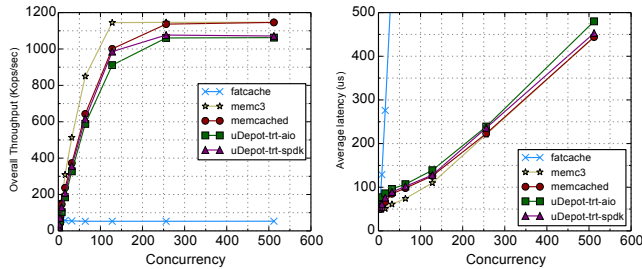 1200
1000
800
600
400
200
0
0 100 200 300 400 500 600
Overall Throughput (Kops/sec)
Concurrency
fatcache
memc3
memcached
uDepot-trt-aio
uDepot-trt-spdk
500
400
300
200
100
0
0 100 200 300 400 500 600
Average latency (us)
Concurrency
fatcache
memc3
memcached
uDepot-trt-aio
uDepot-trt-spdk